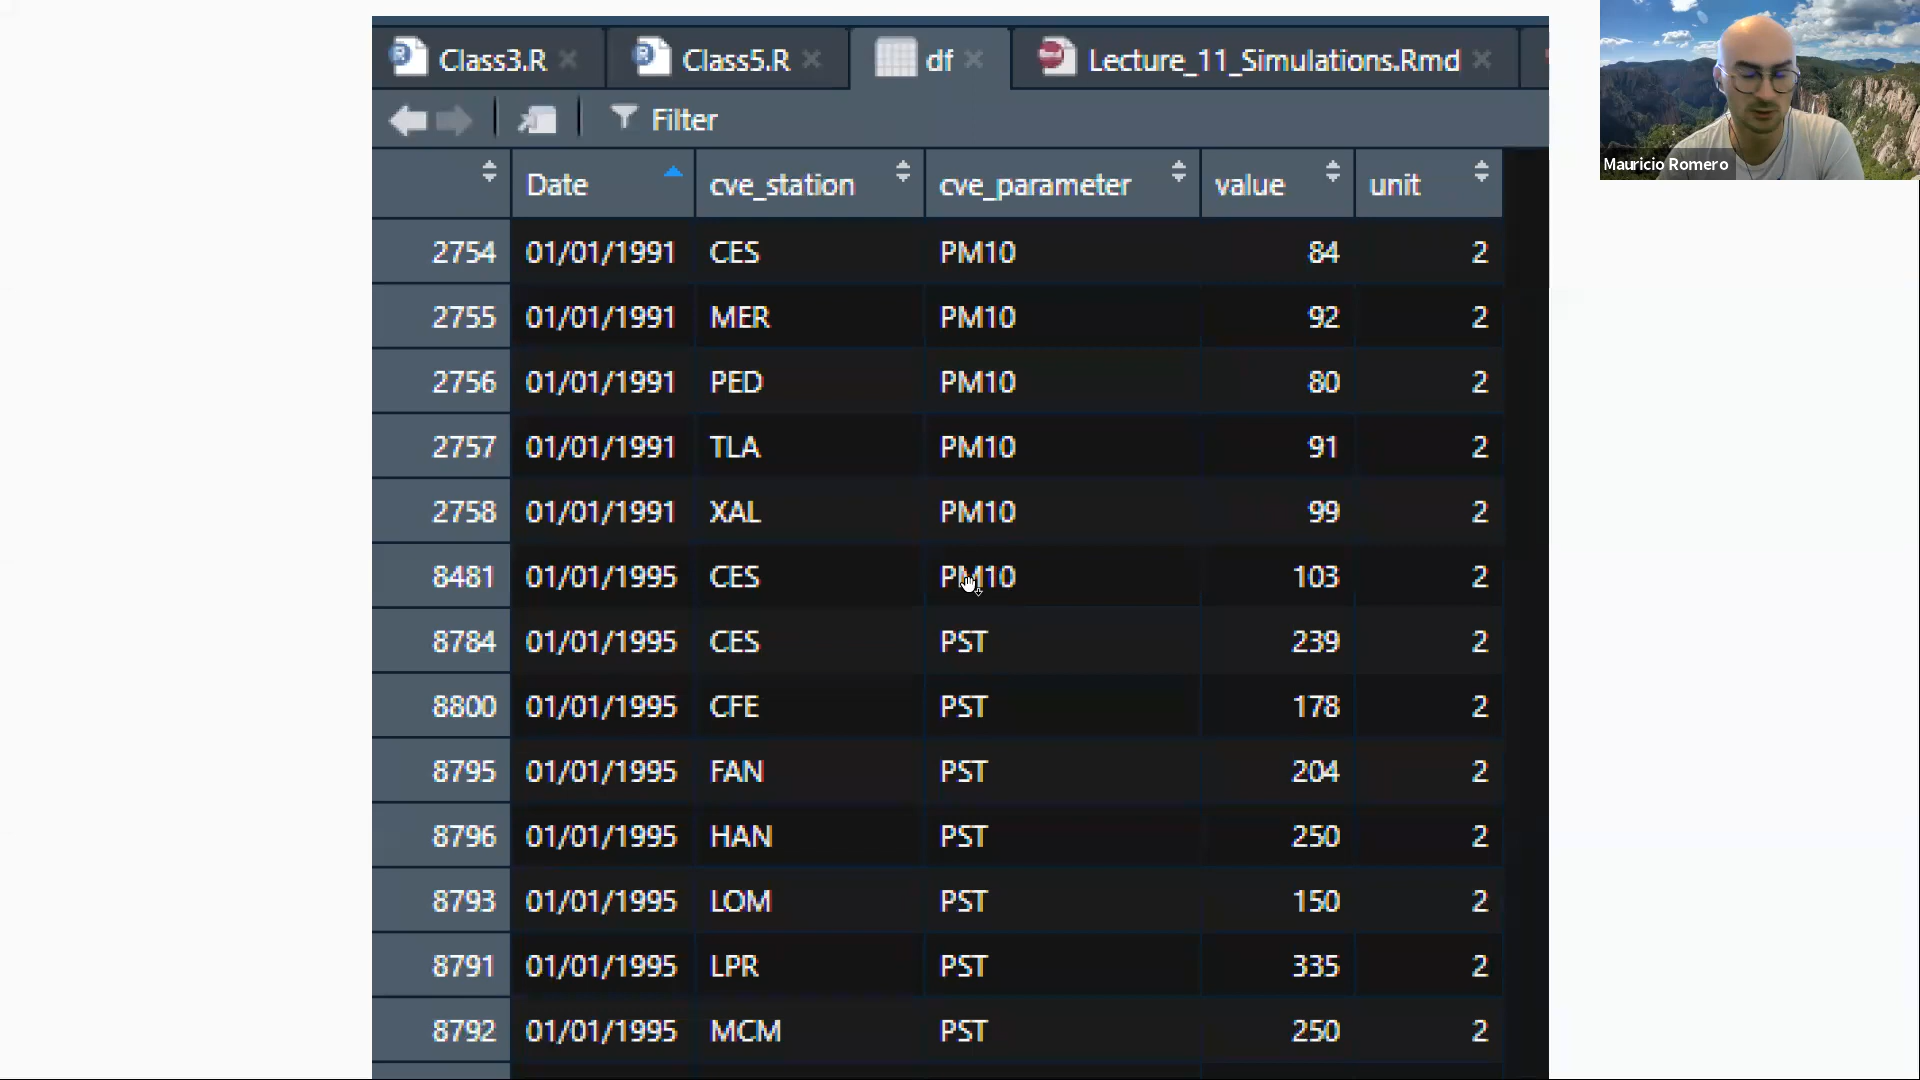 Class3.R Class5.R df Lecture_11_Simulations.Rmd
Filter
Date cve_station cve_parameter value unit
2754 01/01/1991 CES PM10 84 2
2755 01/01/1991 MER PM10 92 2
2756 01/01/1991 PED PM10 80 2
2757 01/01/1991 TLA PM10 91 2
2758 01/01/1991 XAL PM10 99 2
8481 01/01/1995 CES PM10 103 2
8784 01/01/1995 CES PST 239 2
8800 01/01/1995 CFE PST 178 2
8795 01/01/1995 FAN PST 204 2
8796 01/01/1995 HAN PST 250 2
8793 01/01/1995 LOM PST 150 2
8791 01/01/1995 LPR PST 335 2
8792 01/01/1995 MCM PST 250 2
Mauricio Romero